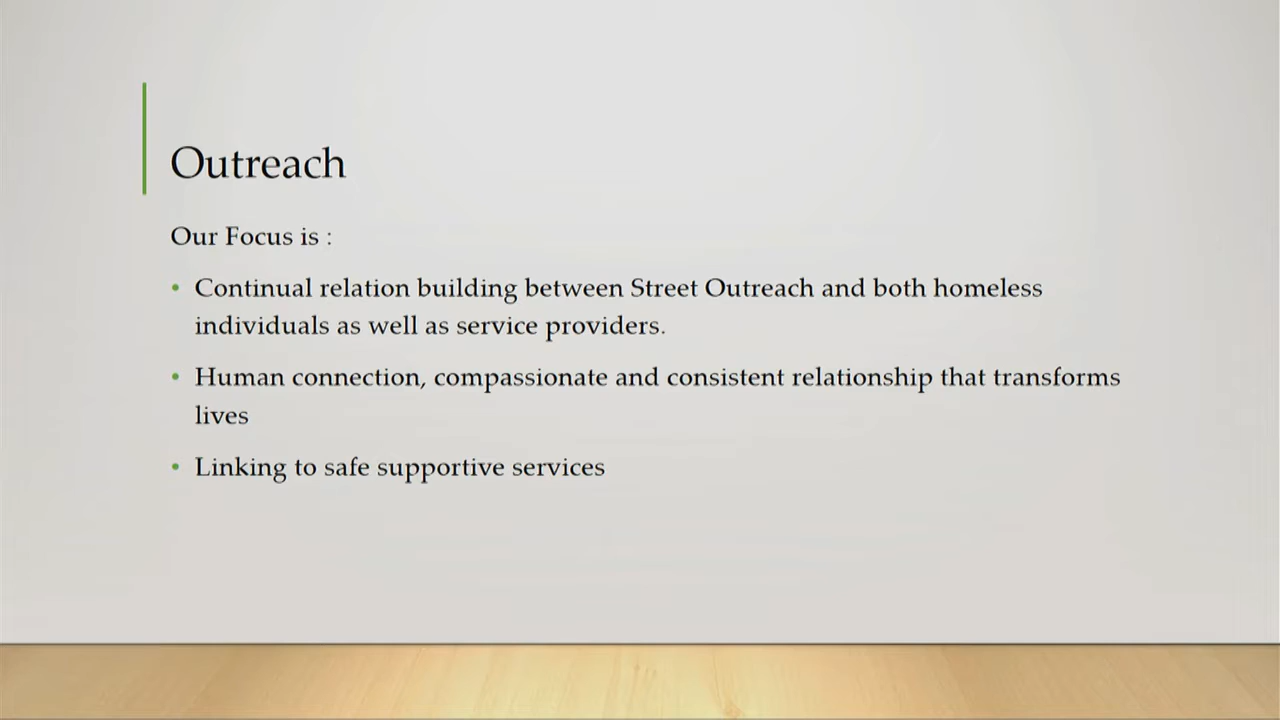 Outreach
Our Focus is :
• Continual relation building between Street Outreach and both homeless
individuals as well as service providers.
• Human connection, compassionate and consistent relationship that transforms
lives
• Linking to safe supportive services